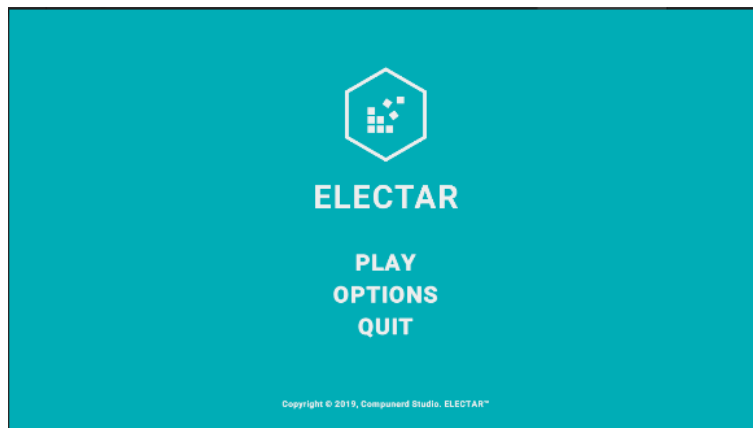 ELECTAR
PLAY
OPTIONS
QUIT
Copyright © 2019, Compunerd Studio. ELECTAR™